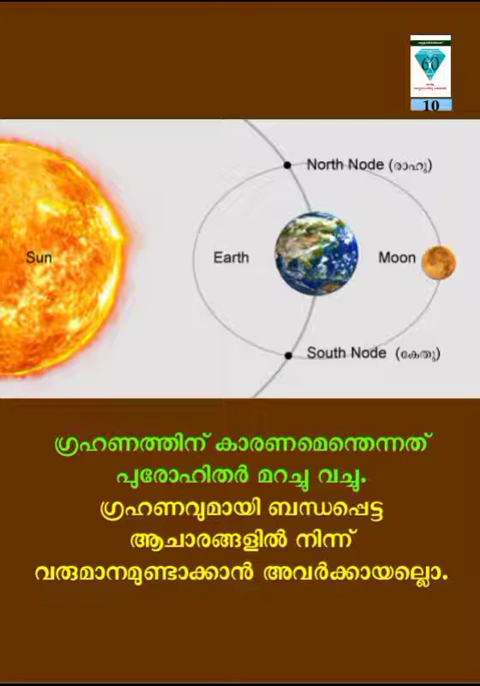 60
10
North Node (രാഹു)
Sun
Earth
Moon
South Node (കേതു)
ഗ്രഹണത്തിന് കാരണമെന്തെന്നത്
പുരോഹിതർ മറച്ചു വച്ചു.
ഗ്രഹണവുമായി ബന്ധപ്പെട്ട
ആചാരങ്ങളിൽ നിന്ന്
വരുമാനമുണ്ടാക്കാൻ അവർക്കായല്ലൊ.